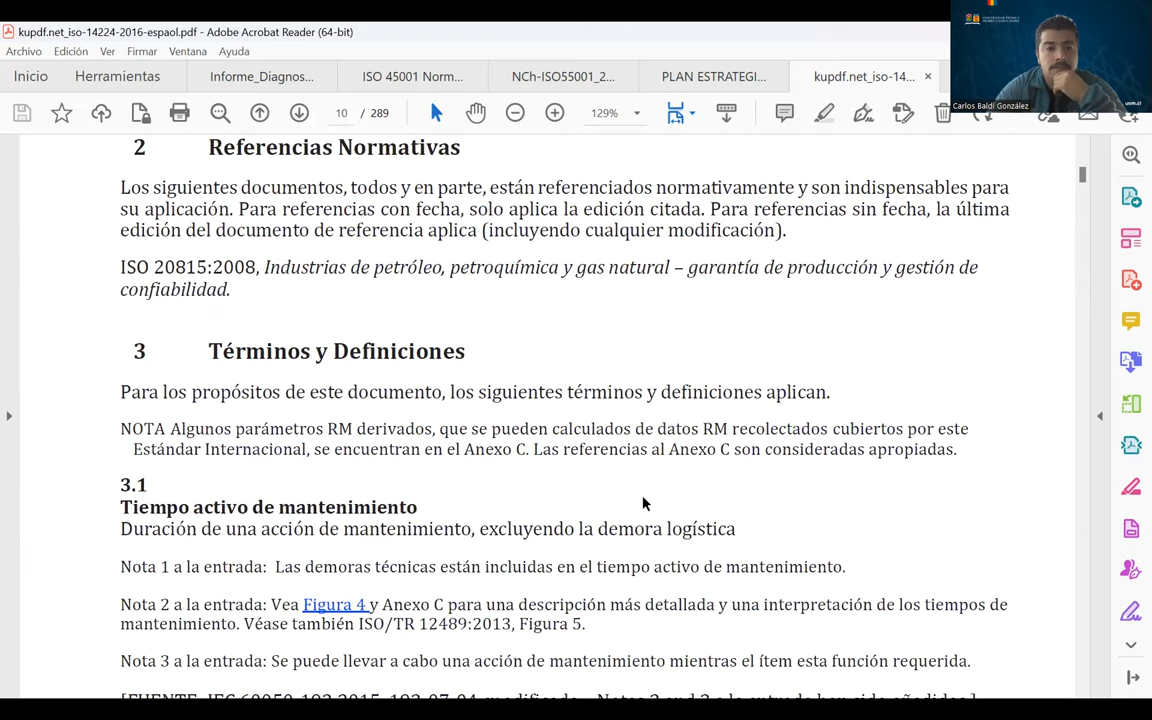 kupdf.net_iso-14224-2016-espaol.pdf - Adobe Acrobat Reader (64-bit)
Archivo Edición Ver Firmar Ventana Ayuda
Inicio Herramientas Informe_Diagnos... ISO 45001 Norm... NCh-ISO55001_2... PLAN ESTRATEGI... kupdf.net_iso-14... ×
10 / 289 129%
Carlos Baldi González
usm.cl
2 Referencias Normativas
Los siguientes documentos, todos y en parte, están referenciados normativamente y son indispensables para
su aplicación. Para referencias con fecha, solo aplica la edición citada. Para referencias sin fecha, la última
edición del documento de referencia aplica (incluyendo cualquier modificación).
ISO 20815:2008, Industrias de petróleo, petroquímica y gas natural – garantía de producción y gestión de
confiabilidad.
3 Términos y Definiciones
Para los propósitos de este documento, los siguientes términos y definiciones aplican.
NOTA Algunos parámetros RM derivados, que se pueden calculados de datos RM recolectados cubiertos por este
Estándar Internacional, se encuentran en el Anexo C. Las referencias al Anexo C son consideradas apropiadas.
3.1
Tiempo activo de mantenimiento
Duración de una acción de mantenimiento, excluyendo la demora logística
Nota 1 a la entrada: Las demoras técnicas están incluidas en el tiempo activo de mantenimiento.
Nota 2 a la entrada: Vea Figura 4 y Anexo C para una descripción más detallada y una interpretación de los tiempos de
mantenimiento. Véase también ISO/TR 12489:2013, Figura 5.
Nota 3 a la entrada: Se puede llevar a cabo una acción de mantenimiento mientras el ítem esta función requerida.